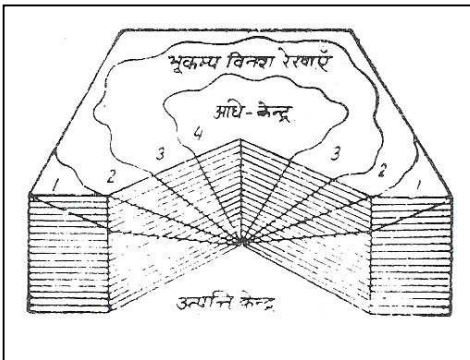 भूकम्प विनाश रेखाएँ
अधि-केन्द्र
4
3 3
2 2
1 1
उत्पत्ति केन्द्र